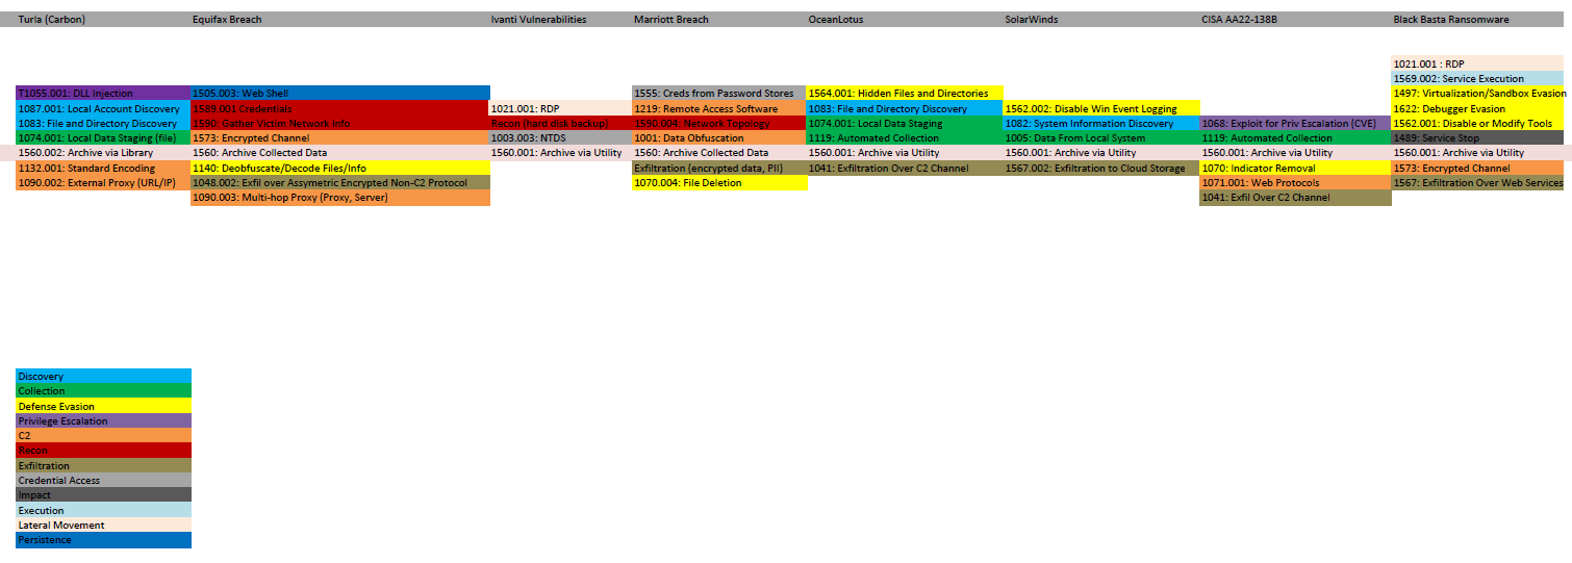 Turla (Carbon) Equifax Breach Ivanti Vulnerabilities Marriott Breach OceanLotus SolarWinds CISA AA22-138B Black Basta Ransomware
1021.001 : RDP
1569.002: Service Execution
T1055.001: DLL Injection 1505.003: Web Shell 1555: Creds from Password Stores 1564.001: Hidden Files and Directories 1497: Virtualization/Sandbox Evasion
1087.001: Local Account Discovery 1589.001 Credentials 1021.001: RDP 1219: Remote Access Software 1083: File and Directory Discovery 1562.002: Disable Win Event Logging 1622: Debugger Evasion
1083: File and Directory Discovery 1590: Gather Victim Network Info Recon (hard disk backup) 1590.004: Network Topology 1074.001: Local Data Staging 1082: System Information Discovery 1068: Exploit for Priv Escalation (CVE) 1562.001: Disable or Modify Tools
1074.001: Local Data Staging (file) 1573: Encrypted Channel 1003.003: NTDS 1001: Data Obfuscation 1119: Automated Collection 1005: Data From Local System 1119: Automated Collection 1489: Service Stop
1560.002: Archive via Library 1560: Archive Collected Data 1560.001: Archive via Utility 1560: Archive Collected Data 1560.001: Archive via Utility 1560.001: Archive via Utility 1560.001: Archive via Utility 1560.001: Archive via Utility
1132.001: Standard Encoding 1140: Deobfuscate/Decode Files/Info Exfiltration (encrypted data, PII) 1041: Exfiltration Over C2 Channel 1567.002: Exfiltration to Cloud Storage 1070: Indicator Removal 1573: Encrypted Channel
1090.002: External Proxy (URL/IP) 1048.002: Exfil over Assymetric Encrypted Non-C2 Protocol 1070.004: File Deletion 1071.001: Web Protocols 1567: Exfiltration Over Web Services
1090.003: Multi-hop Proxy (Proxy, Server) 1041: Exfil Over C2 Channel
Discovery
Collection
Defense Evasion
Privilege Escalation
C2
Recon
Exfiltration
Credential Access
Impact
Execution
Lateral Movement
Persistence